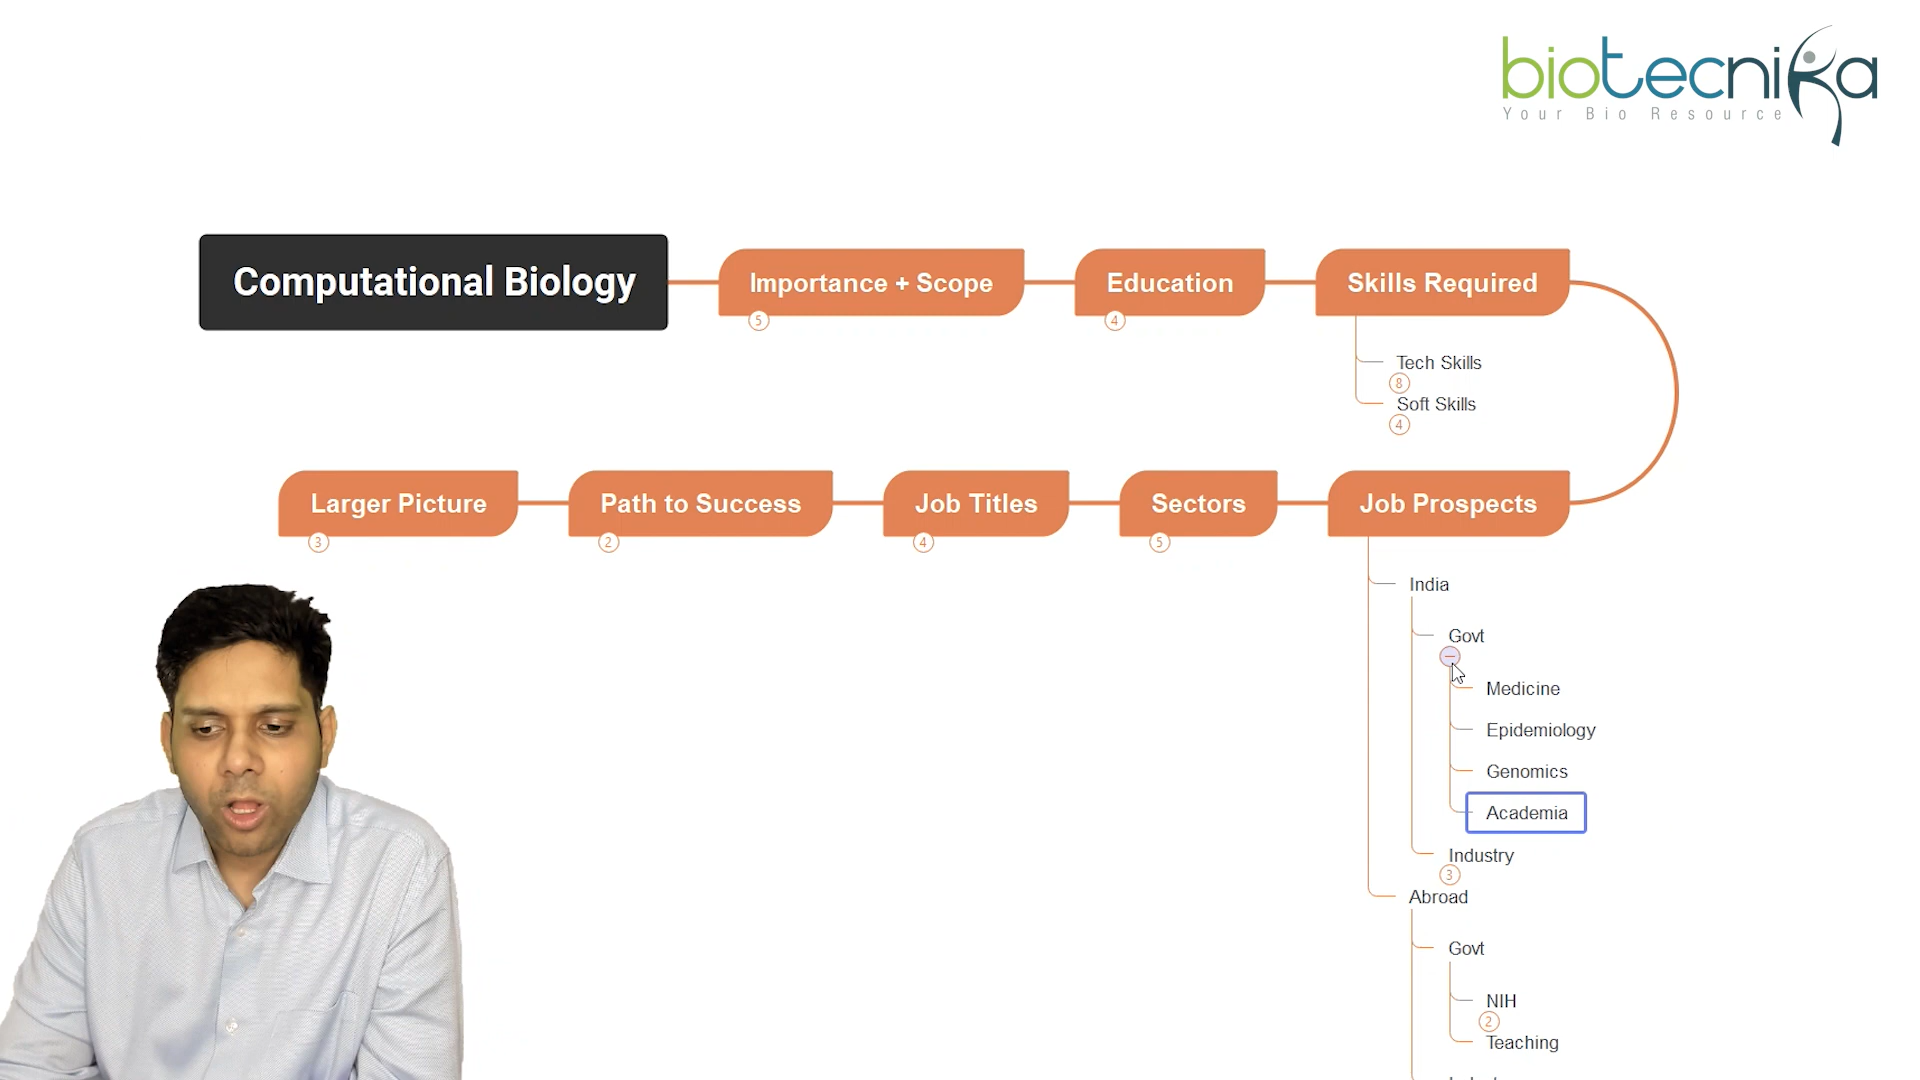 biotecnika
Your Bio Resource
Computational Biology
Importance + Scope
5
Education
4
Skills Required
Tech Skills
8
Soft Skills
4
Larger Picture
3
Path to Success
2
Job Titles
4
Sectors
5
Job Prospects
India
Govt
Medicine
Epidemiology
Genomics
Academia
Industry
3
Abroad
Govt
NIH
2
Teaching